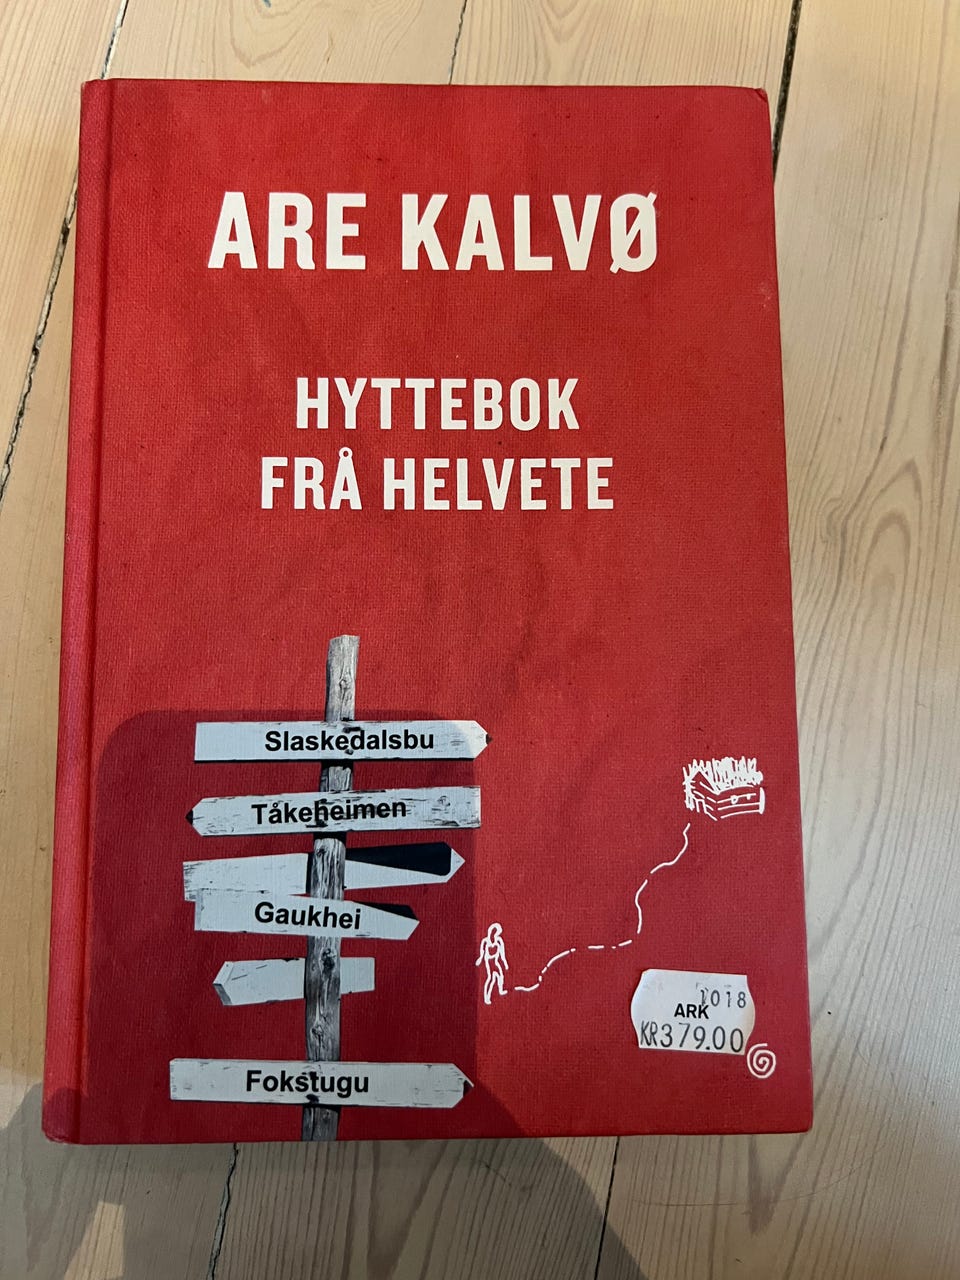 ARE KALVØ
HYTTEBOK
FRÅ HELVETE
Slaskedalsbu
Tåkeheimen
Gaukhei
Fokstugu
1018
ARK
KR379.00